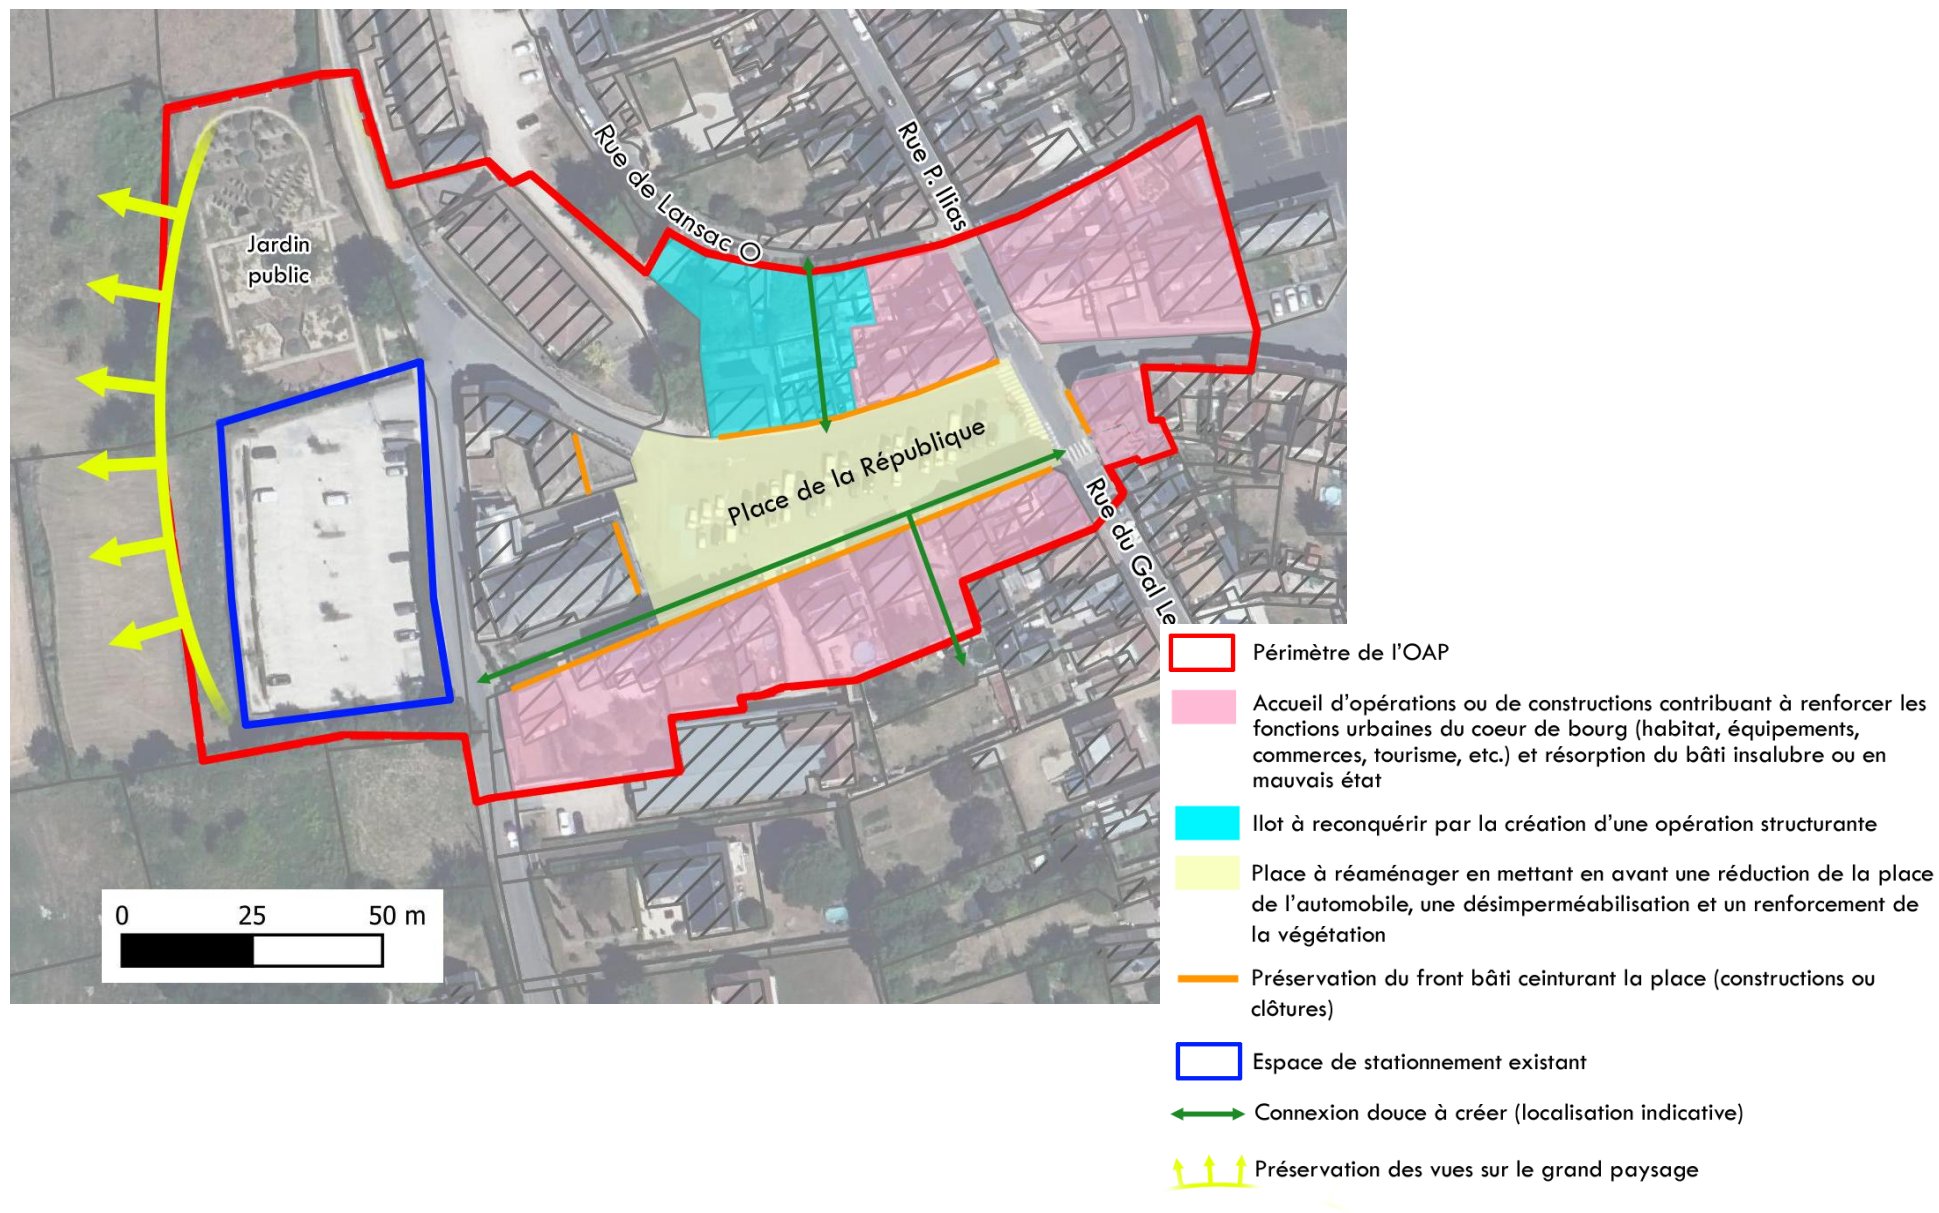 Rue de Lansac O
Rue P. Ilias
Jardin
public
Place de la République
Rue du Gal Le
Périmètre de l'OAP
Accueil d'opérations ou de constructions contribuant à renforcer les
fonctions urbaines du coeur de bourg (habitat, équipements,
commerces, tourisme, etc.) et résorption du bâti insalubre ou en
mauvais état
Ilot à reconquérir par la création d'une opération structurante
Place à réaménager en mettant en avant une réduction de la place
de l'automobile, une désimperméabilisation et un renforcement de
la végétation
Préservation du front bâti ceinturant la place (constructions ou
clôtures)
Espace de stationnement existant
Connexion douce à créer (localisation indicative)
Préservation des vues sur le grand paysage
0 25 50 m